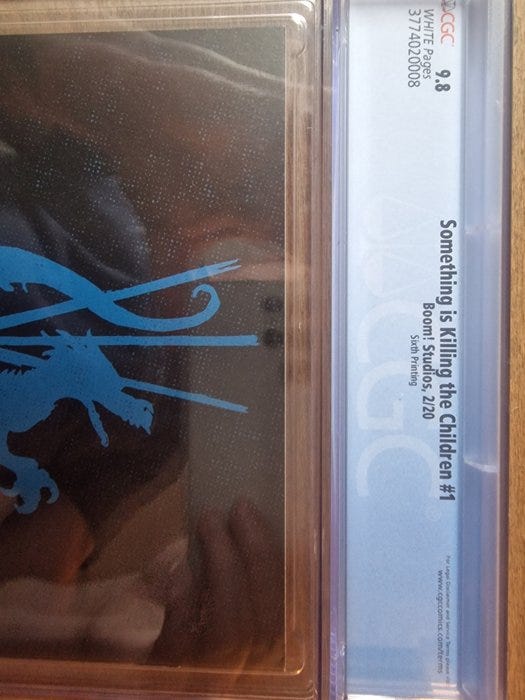 CGC 9.8
WHITE Pages
3774020008
Something is Killing the Children #1
Boom! Studios, 2/20
Sixth Printing
CGC
www.cgccomics.com/terms